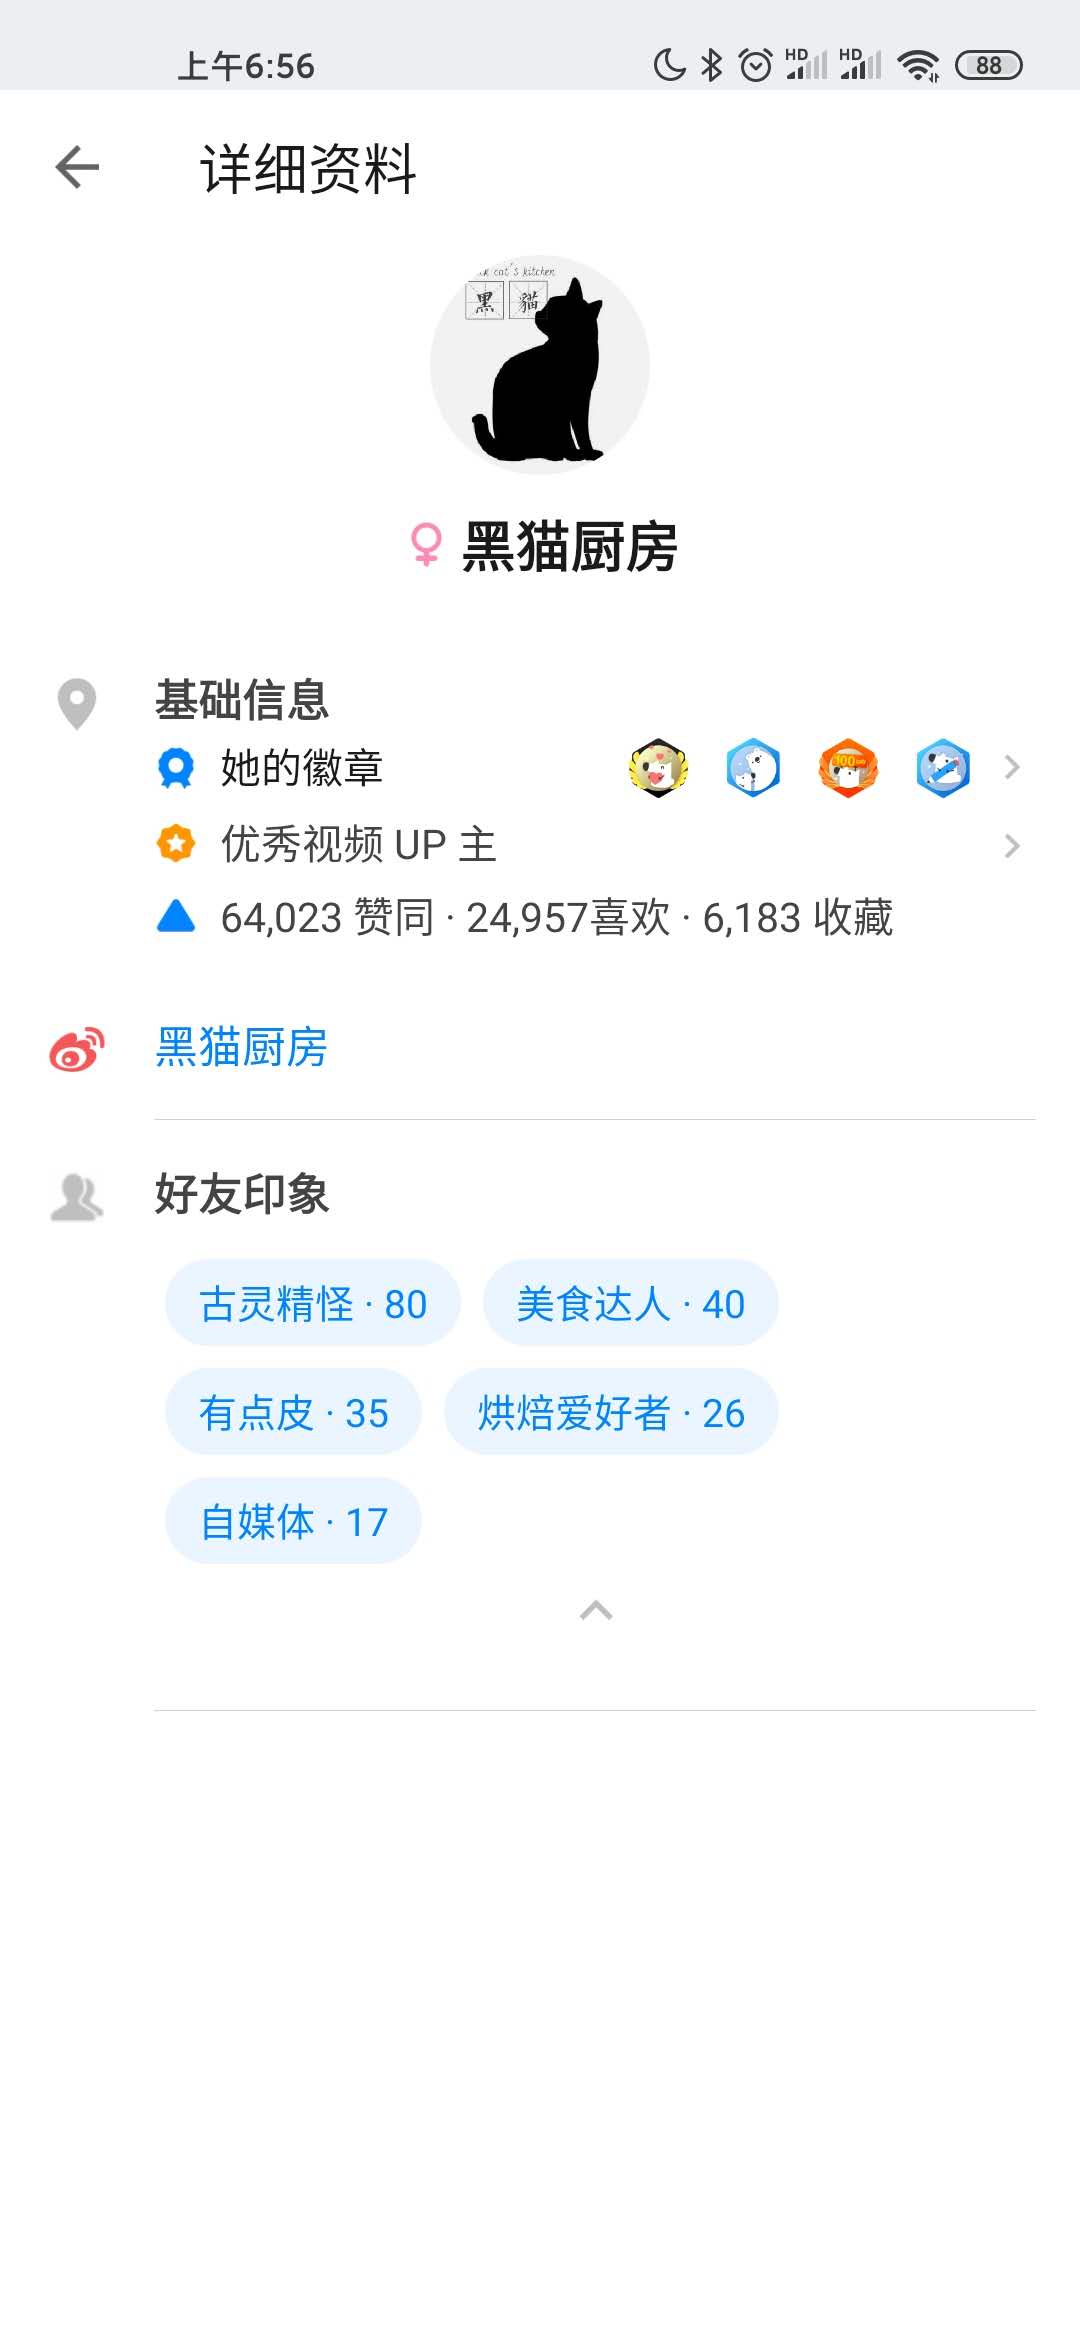 上午6:56
HD HD 88
详细资料
cat's kitchen
黑 貓
黑猫厨房
基础信息
她的徽章
100
优秀视频 UP 主
64,023 赞同 · 24,957喜欢 · 6,183 收藏
黑猫厨房
好友印象
古灵精怪 · 80 美食达人 · 40
有点皮 · 35 烘焙爱好者 · 26
自媒体 · 17